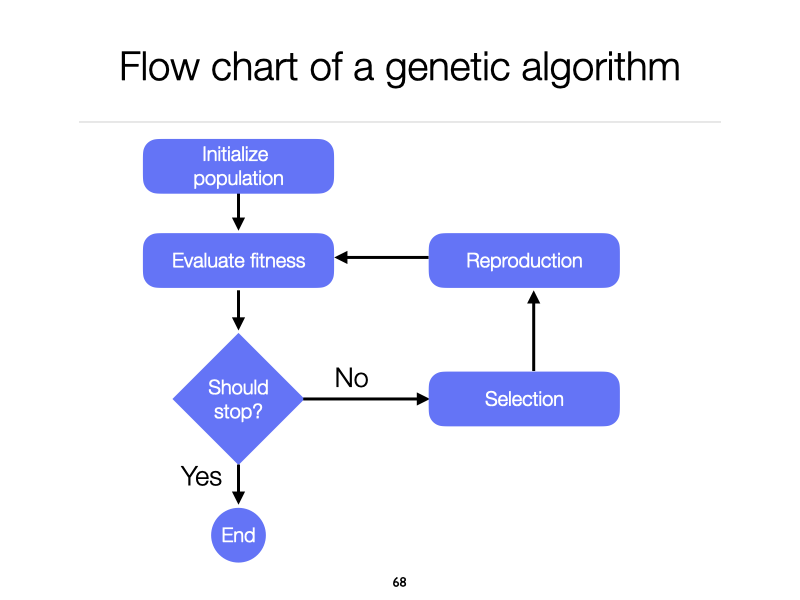 Flow chart of a genetic algorithm
Initialize
population
Evaluate fitness
Reproduction
Should
stop?
No
Selection
Yes
End
68